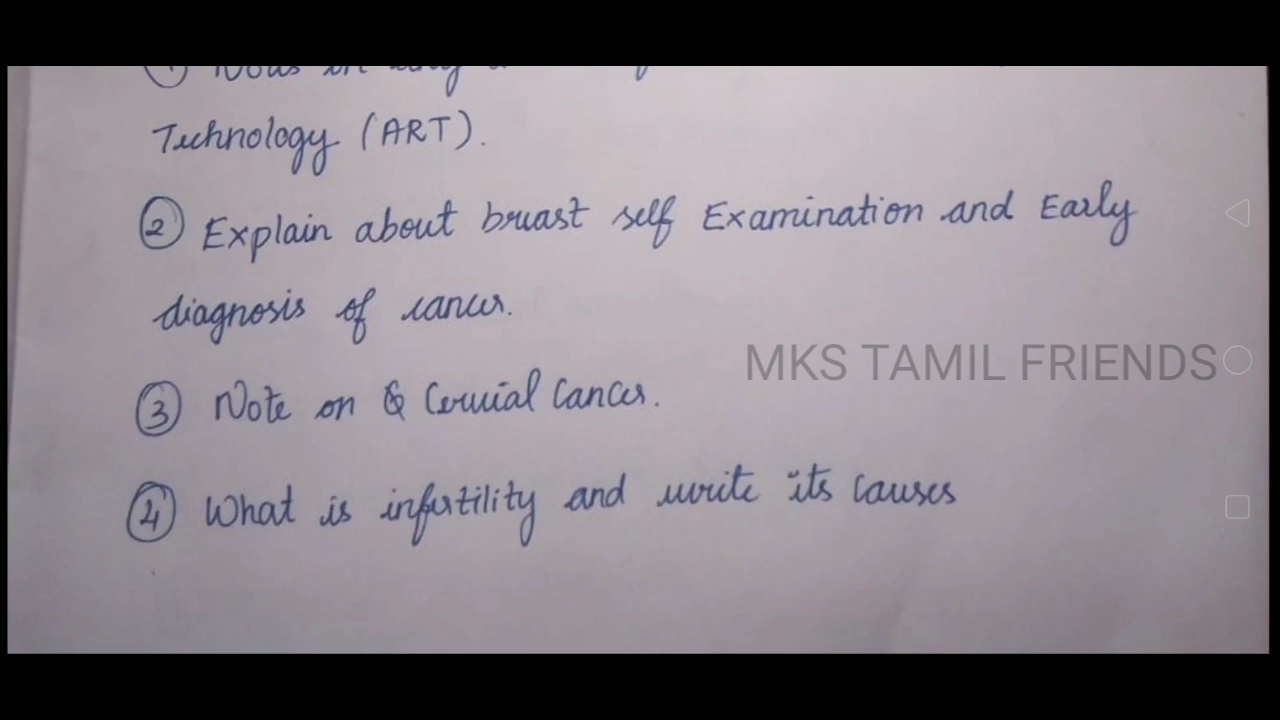 Technology (ART).
② Explain about breast self Examination and Early
diagnosis of cancer.
MKS TAMIL FRIENDS
③ Note on & Cervical Cancer.
④ What is infertility and write its causes